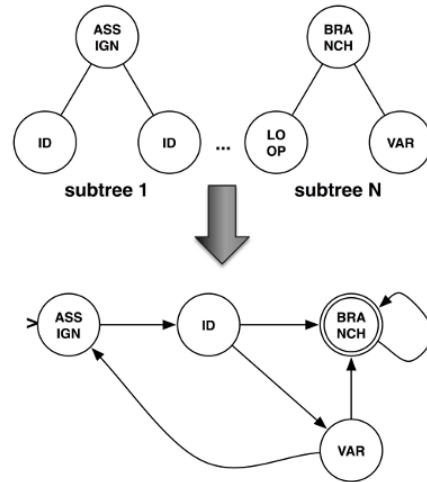 ASS
IGN
BRA
NCH
ID
ID
...
LO
OP
VAR
subtree 1
subtree N
>
ASS
IGN
ID
BRA
NCH
VAR